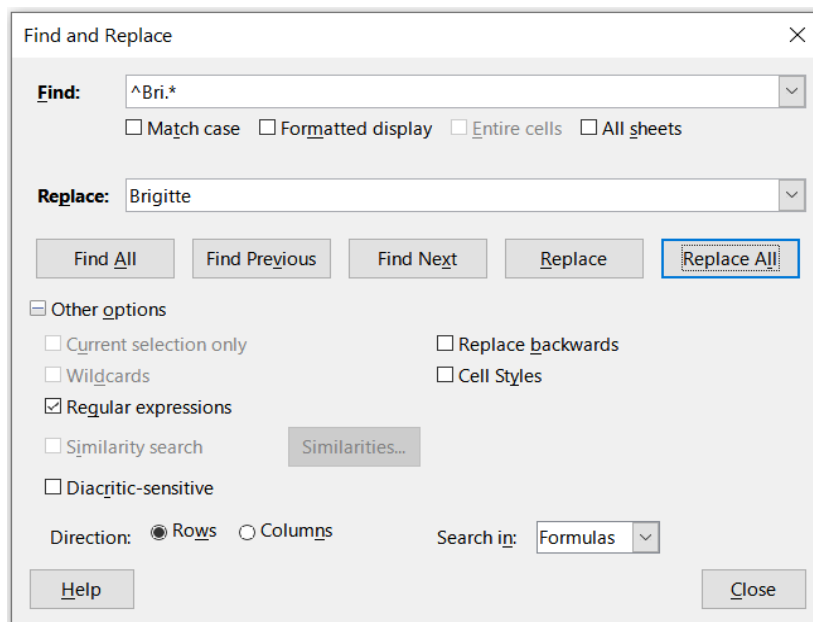 Find and Replace
Find: ^Bri.*
Match case Formatted display Entire cells All sheets
Replace: Brigitte
Find All Find Previous Find Next Replace Replace All
Other options
Current selection only Replace backwards
Wildcards Cell Styles
Regular expressions
Similarity search Similarities...
Diacritic-sensitive
Direction: Rows Columns Search in: Formulas
Help Close